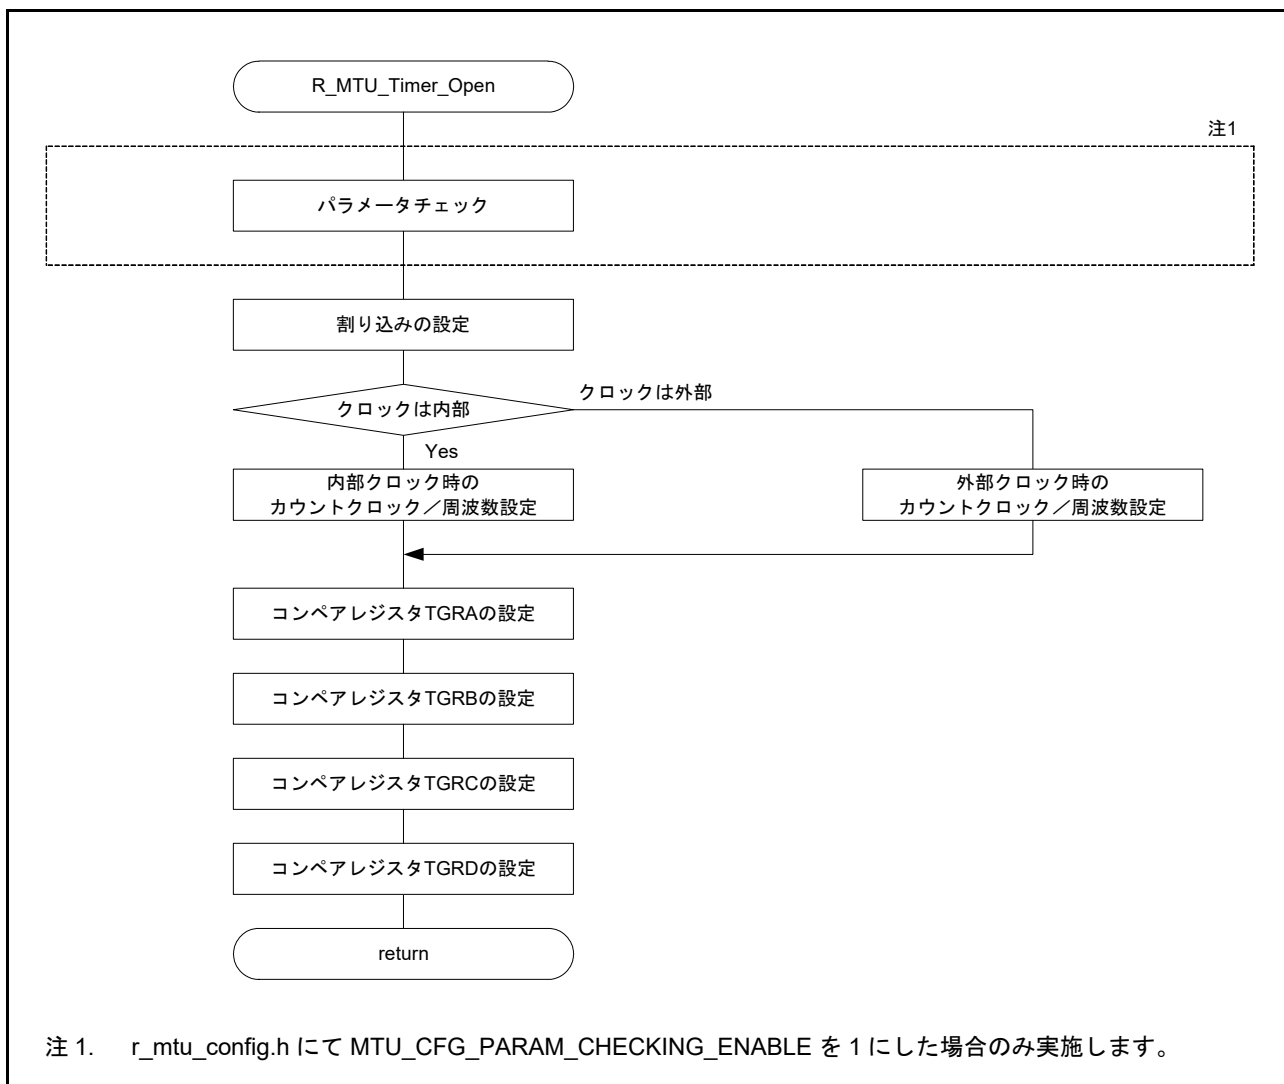 R_MTU_Timer_Open
注1
パラメータチェック
割り込みの設定
クロックは外部
クロックは内部
Yes
内部クロック時の
カウントクロック／周波数設定
外部クロック時の
カウントクロック／周波数設定
コンペアレジスタTGRAの設定
コンペアレジスタTGRBの設定
コンペアレジスタTGRCの設定
コンペアレジスタTGRDの設定
return
注 1. r_mtu_config.h にて MTU_CFG_PARAM_CHECKING_ENABLE を 1 にした場合のみ実施します。